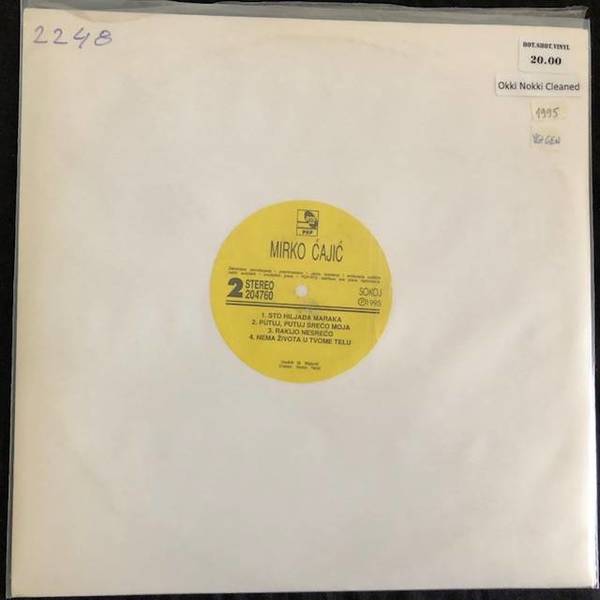 2248
HOT.SHOT.VINYL
20.00
Okki Nokki Cleaned
1995
PGP
MIRKO ĆAJIĆ
2 STEREO
204760
SOKOJ
℗1995
1. STO HILJADA MARAKA
2. PUTUJ, PUTUJ SREĆO MOJA
3. RAKIJO NESREĆO
4. NEMA ŽIVOTA U TVOME TELU